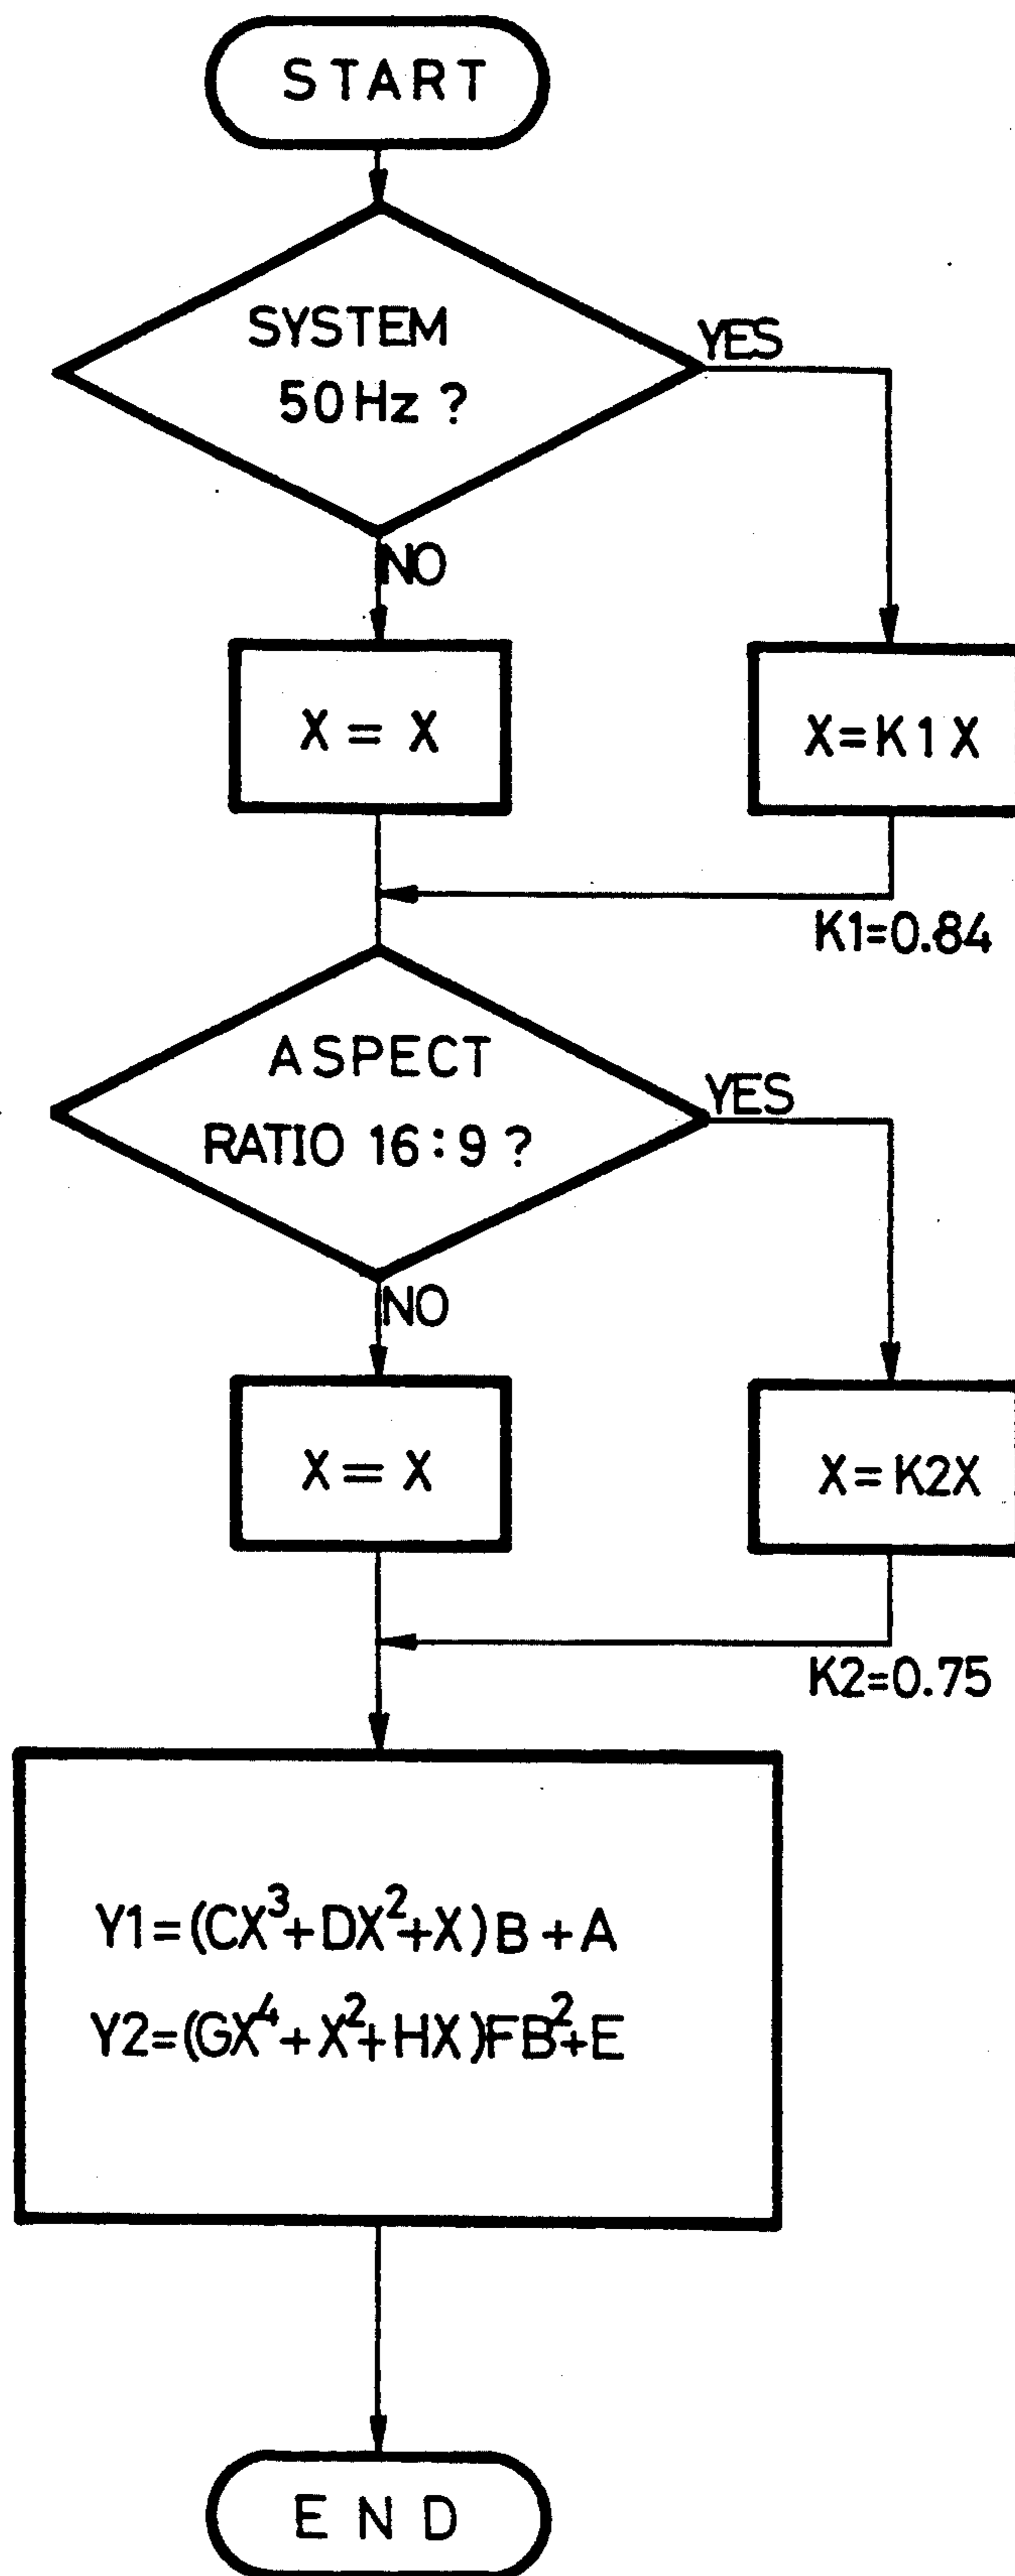 START
SYSTEM
50Hz ?
YES
NO
X = X
X=K1X
K1=0.84
ASPECT
RATIO 16:9 ?
YES
NO
X = X
X=K2X
K2=0.75
Y1=(CX³+DX²+X)B+A
Y2=(GX⁴+X²+HX)FB²+E
END